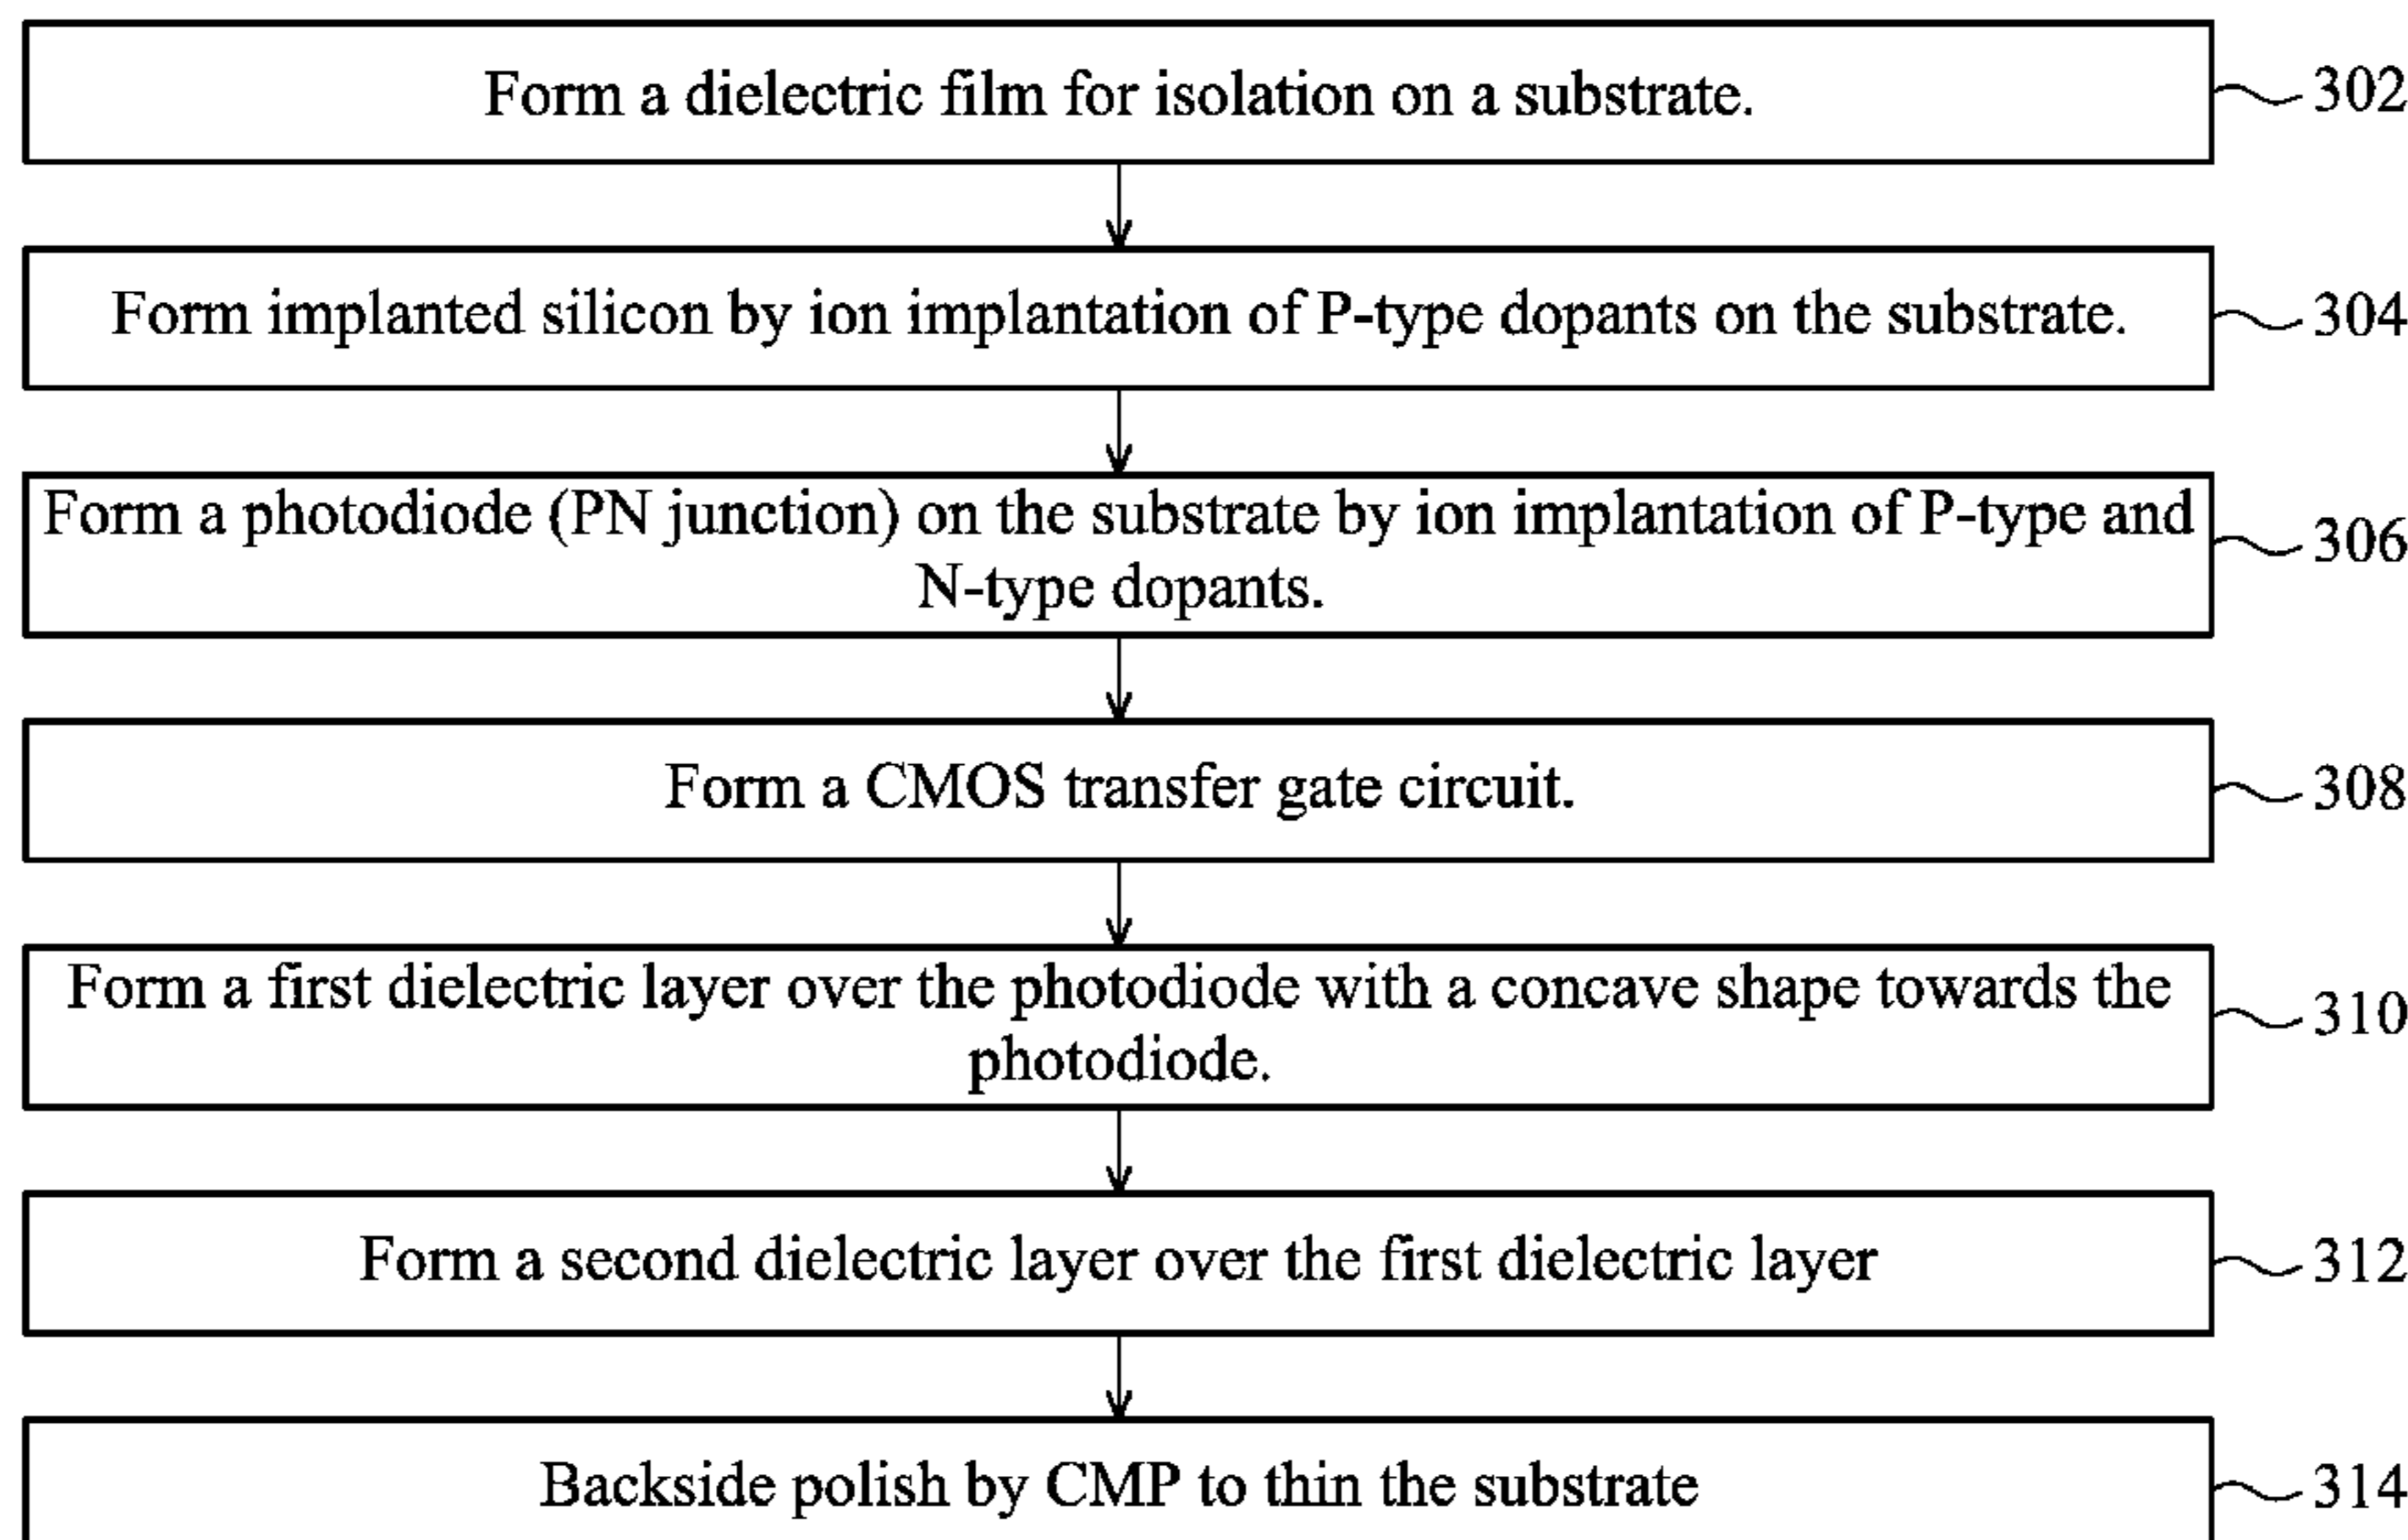 Form a dielectric film for isolation on a substrate.
302
Form implanted silicon by ion implantation of P-type dopants on the substrate.
304
Form a photodiode (PN junction) on the substrate by ion implantation of P-type and
N-type dopants.
306
Form a CMOS transfer gate circuit.
308
Form a first dielectric layer over the photodiode with a concave shape towards the
photodiode.
310
Form a second dielectric layer over the first dielectric layer
312
Backside polish by CMP to thin the substrate
314